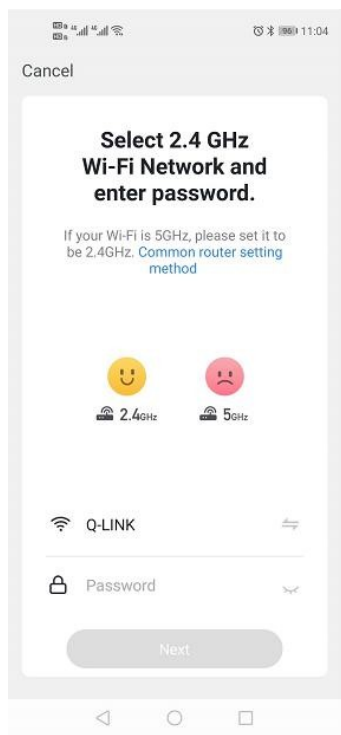 11:04
Cancel
Select 2.4 GHz
Wi-Fi Network and
enter password.
If your Wi-Fi is 5GHz, please set it to
be 2.4GHz. Common router setting
method
2.4GHz 5GHz
Q-LINK
Password
Next